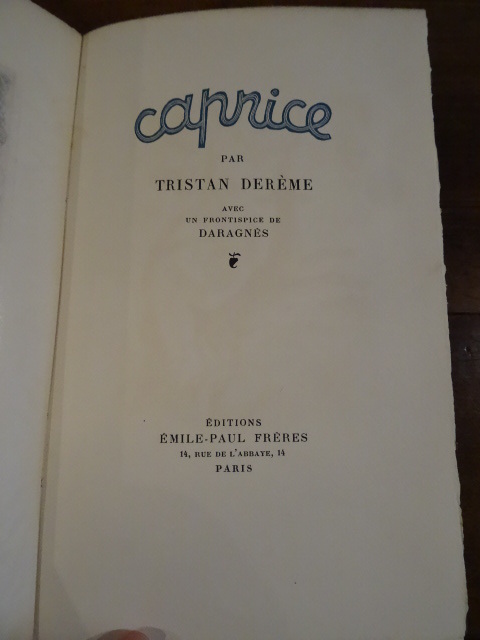 caprice
PAR
TRISTAN DERÈME
AVEC
UN FRONTISPICE DE
DARAGNÈS
ÉDITIONS
ÉMILE-PAUL FRÈRES
14, RUE DE L'ABBAYE, 14
PARIS